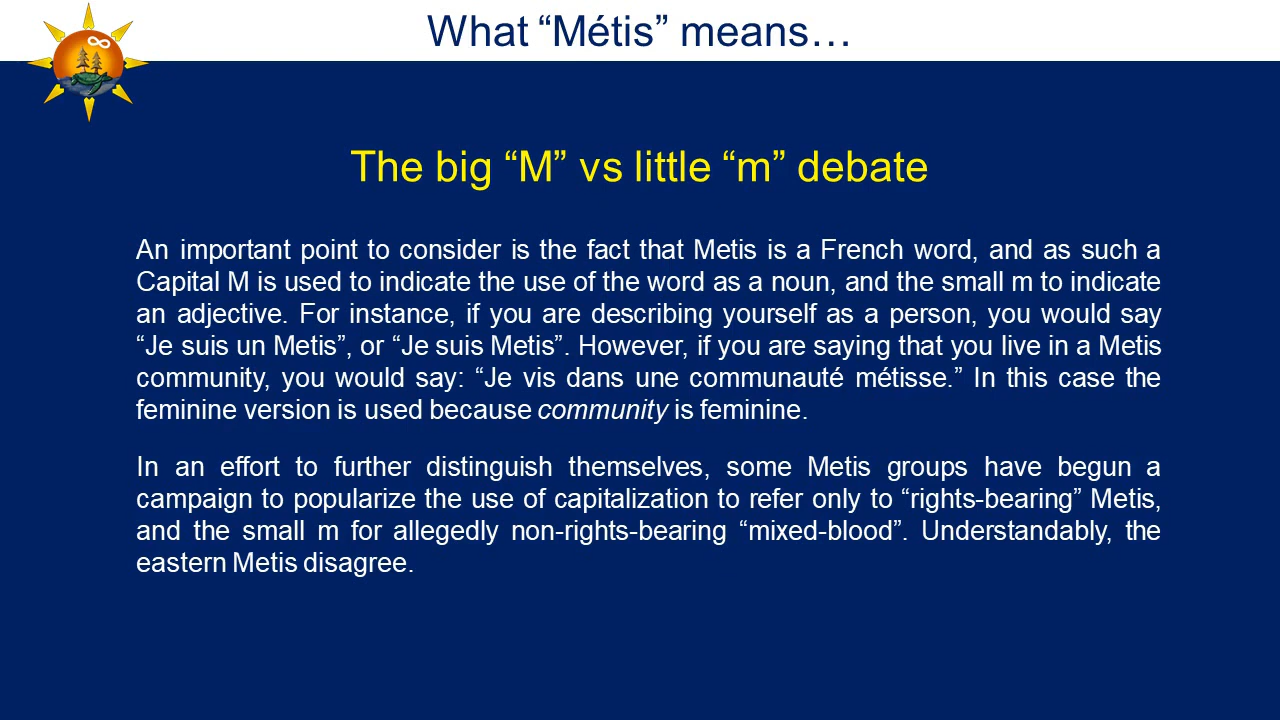 What “Métis” means…
The big “M” vs little “m” debate
An important point to consider is the fact that Metis is a French word, and as such a
Capital M is used to indicate the use of the word as a noun, and the small m to indicate
an adjective. For instance, if you are describing yourself as a person, you would say
“Je suis un Metis”, or “Je suis Metis”. However, if you are saying that you live in a Metis
community, you would say: “Je vis dans une communauté métisse.” In this case the
feminine version is used because community is feminine.
In an effort to further distinguish themselves, some Metis groups have begun a
campaign to popularize the use of capitalization to refer only to “rights-bearing” Metis,
and the small m for allegedly non-rights-bearing “mixed-blood”. Understandably, the
eastern Metis disagree.